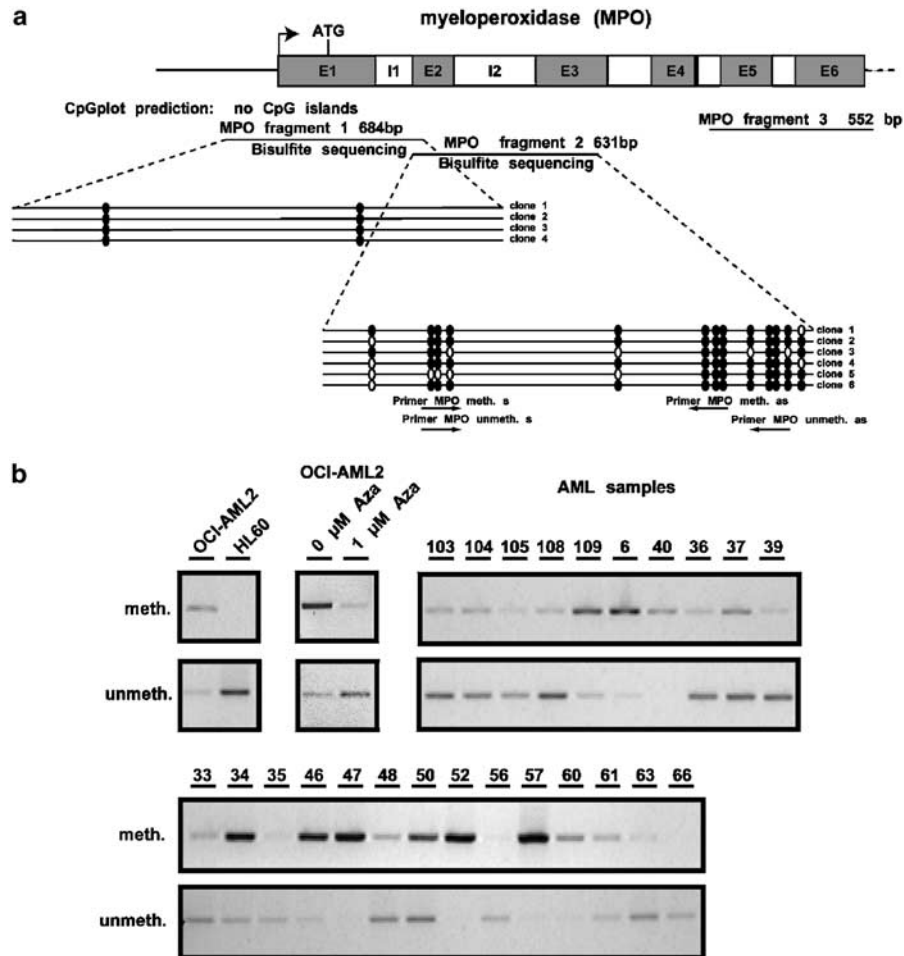 a
myeloperoxidase (MPO)
ATG
E1 I1 E2 I2 E3 E4 E5 E6
CpGplot prediction: no CpG islands
MPO fragment 1 684bp
Bisulfite sequencing
MPO fragment 2 631bp
Bisulfite sequencing
MPO fragment 3 552 bp
clone 1
clone 2
clone 3
clone 4
clone 1
clone 2
clone 3
clone 4
clone 5
clone 6
Primer MPO meth. s
Primer MPO meth. as
Primer MPO unmeth. s
Primer MPO unmeth. as
b
OCI-AML2
HL60
OCI-AML2
0 µM Aza
1 µM Aza
AML samples
103 104 105 108 109 6 40 36 37 39
meth.
unmeth.
33 34 35 46 47 48 50 52 56 57 60 61 63 66
meth.
unmeth.